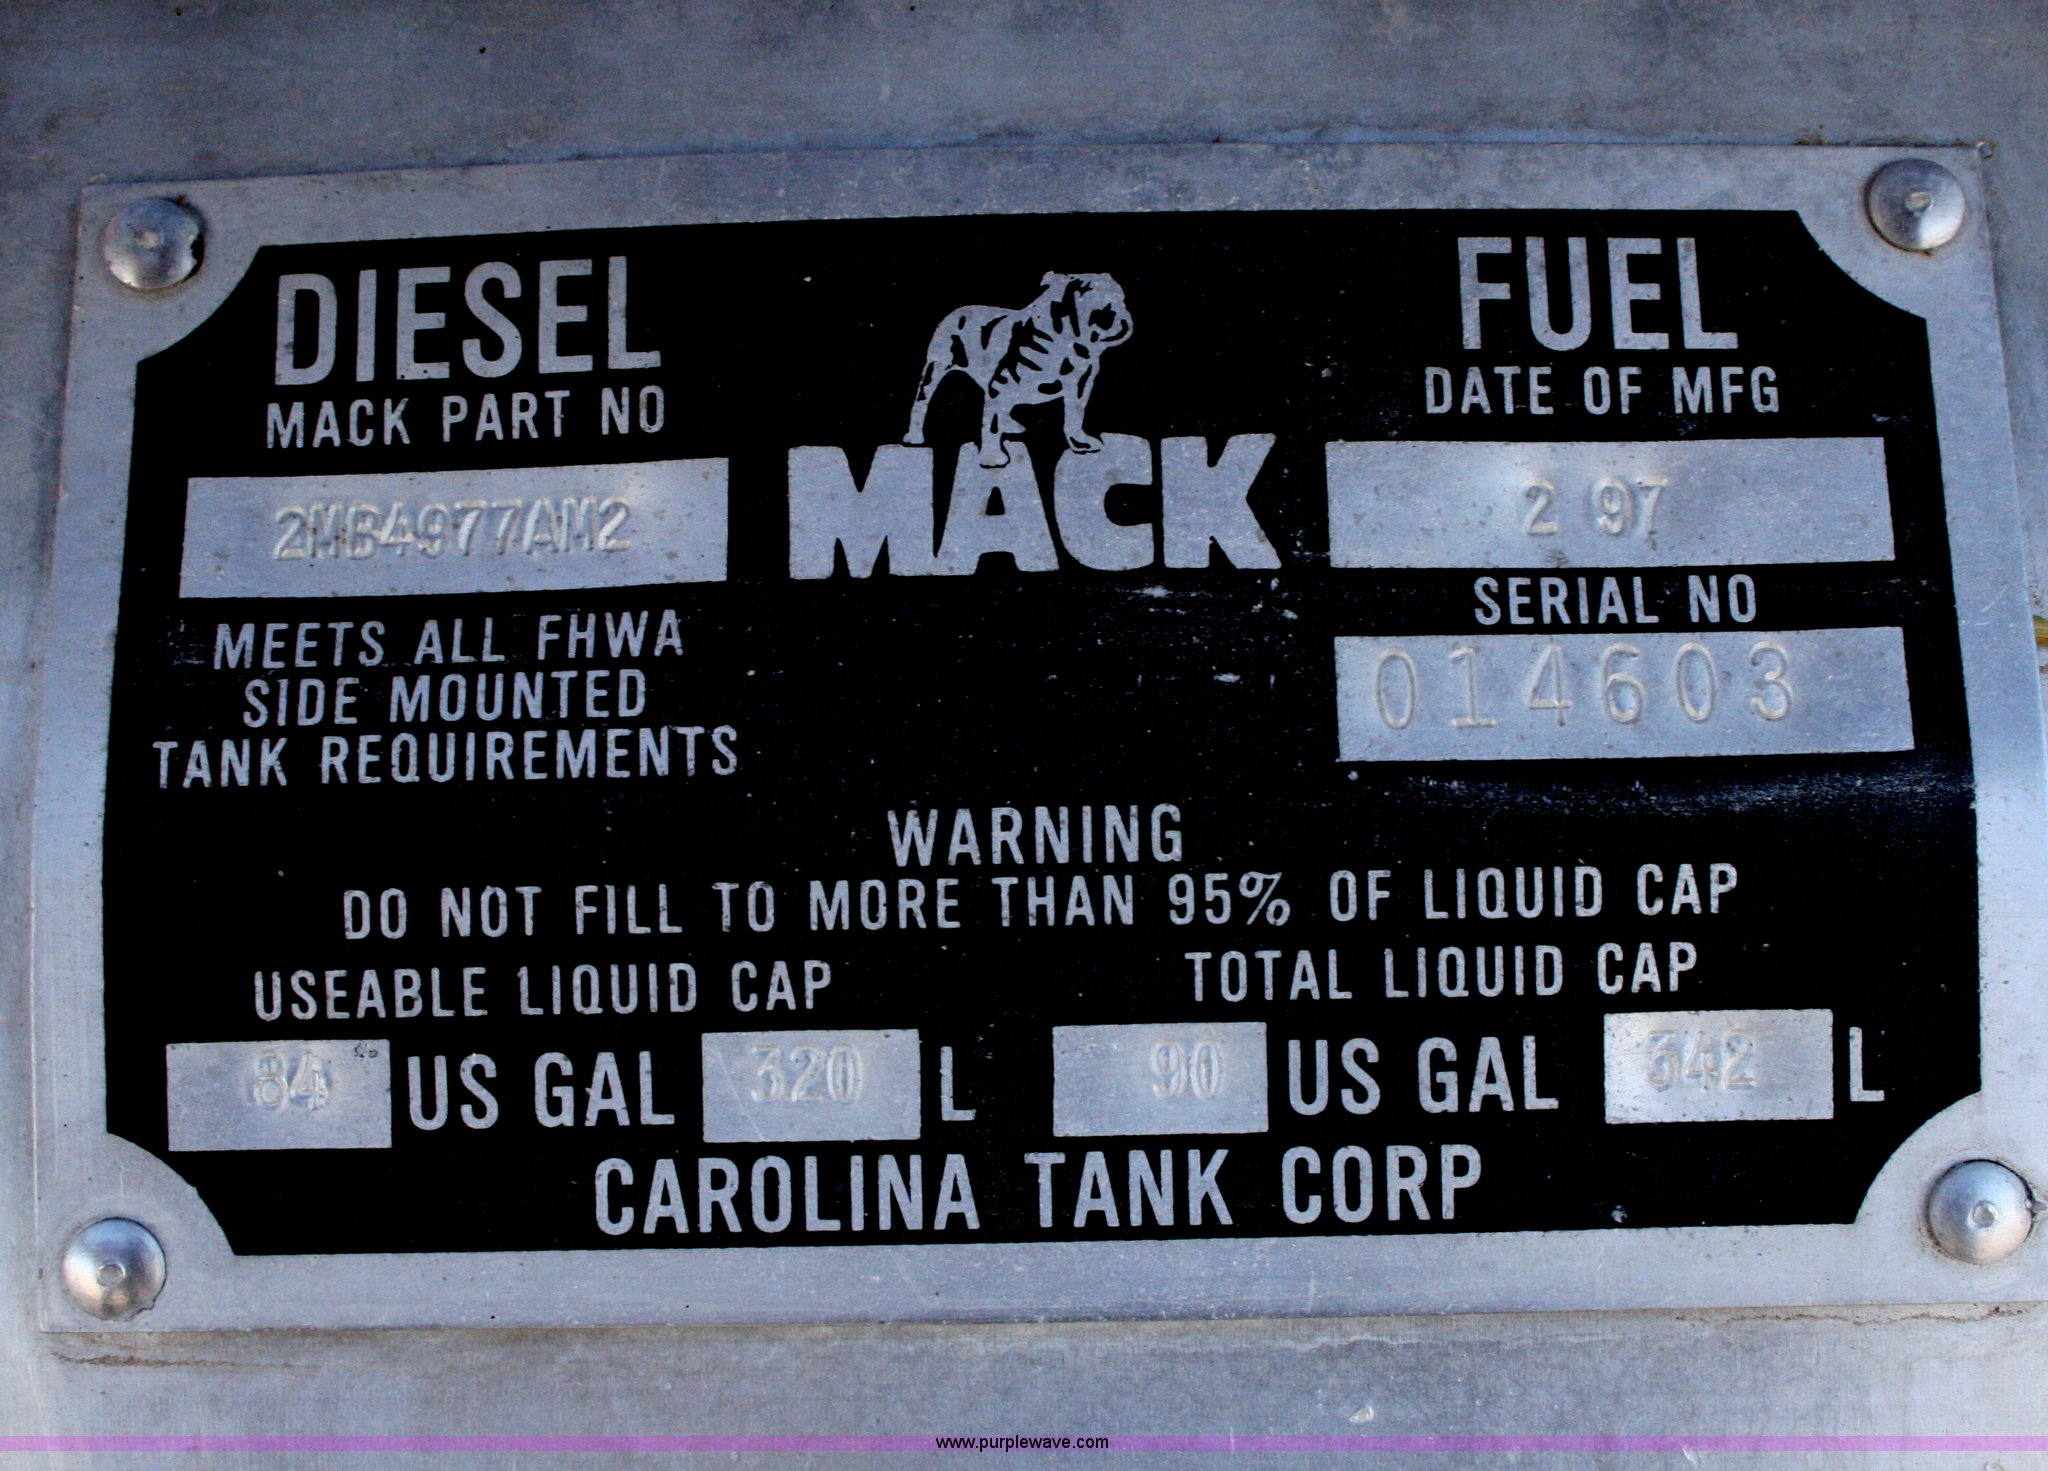 DIESEL
FUEL
MACK PART NO
DATE OF MFG
MACK
2MB4977AM2
2 97
SERIAL NO
014603
MEETS ALL FHWA
SIDE MOUNTED
TANK REQUIREMENTS
WARNING
DO NOT FILL TO MORE THAN 95% OF LIQUID CAP
USEABLE LIQUID CAP
TOTAL LIQUID CAP
84 US GAL 320 L
90 US GAL 342 L
CAROLINA TANK CORP
www.purplewave.com